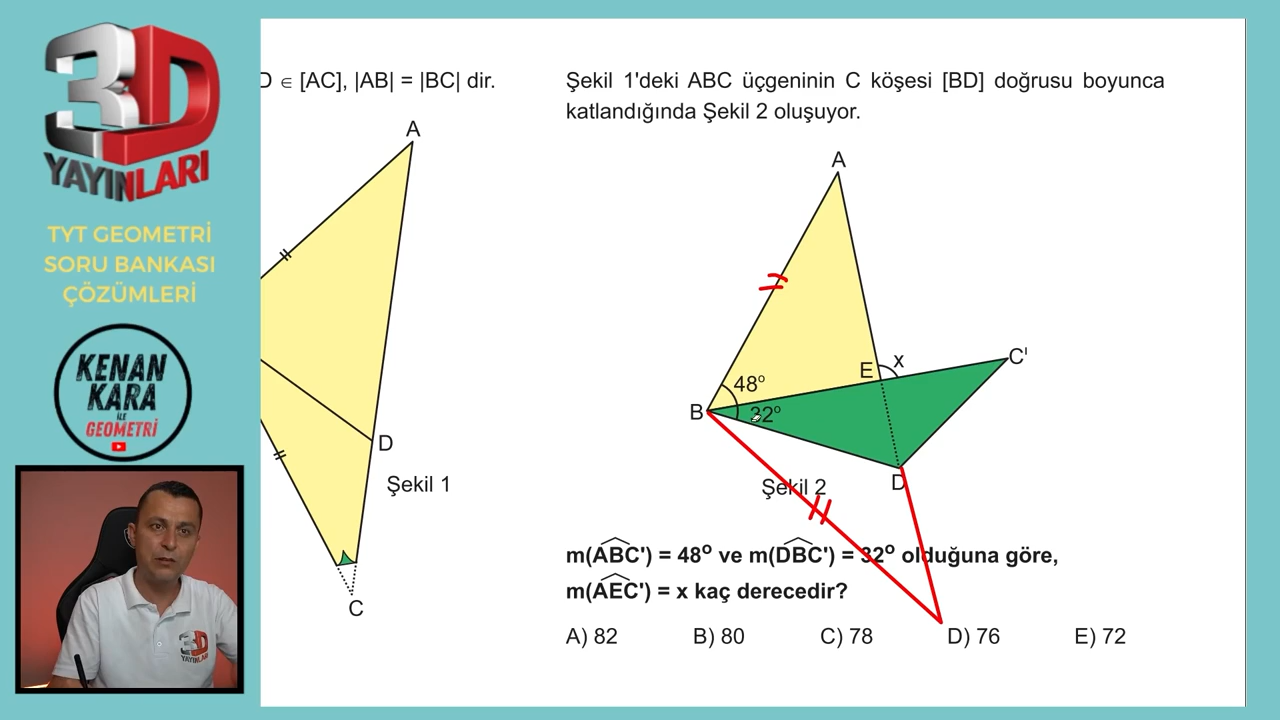 3D
YAYINLARI
TYT GEOMETRİ
SORU BANKASI
ÇÖZÜMLERİ
KENAN
KARA
İLE
GEOMETRİ
3D
YAYINLARI
D ∈ [AC], |AB| = |BC| dir.
A
D
Şekil 1
C
Şekil 1'deki ABC üçgeninin C köşesi [BD] doğrusu boyunca
katlandığında Şekil 2 oluşuyor.
A
E
x
C'
48°
B
32°
D
Şekil 2
m(ABC') = 48° ve m(DBC') = 32° olduğuna göre,
m(AEC') = x kaç derecedir?
A) 82 B) 80 C) 78 D) 76 E) 72